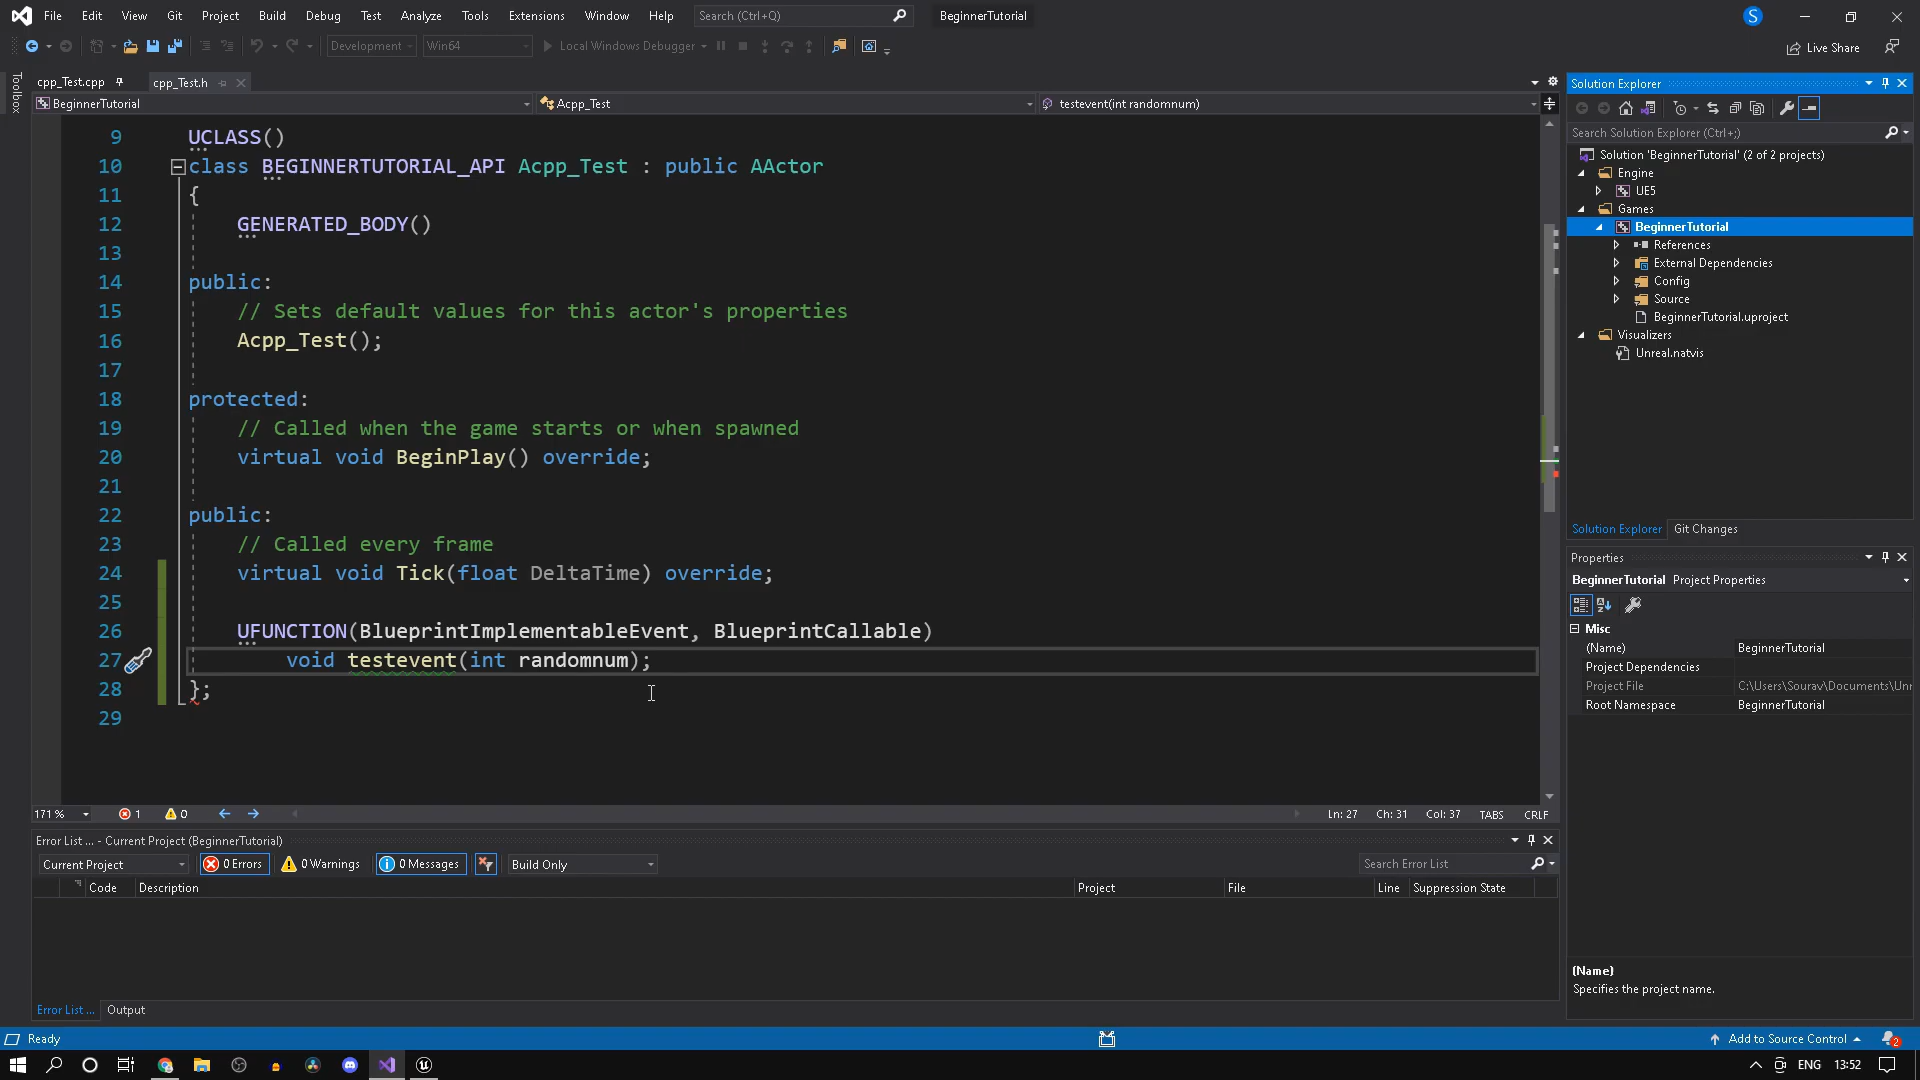 File Edit View Git Project Build Debug Test Analyze Tools Extensions Window Help Search (Ctrl+Q) BeginnerTutorial S
Development Win64 Local Windows Debugger Live Share
Toolbox
cpp_Test.cpp cpp_Test.h
BeginnerTutorial Acpp_Test testevent(int randomnum)
9 UCLASS()
10 class BEGINNERTUTORIAL_API Acpp_Test : public AActor
11 {
12 GENERATED_BODY()
13
14 public:
15 // Sets default values for this actor's properties
16 Acpp_Test();
17
18 protected:
19 // Called when the game starts or when spawned
20 virtual void BeginPlay() override;
21
22 public:
23 // Called every frame
24 virtual void Tick(float DeltaTime) override;
25
26 UFUNCTION(BlueprintImplementableEvent, BlueprintCallable)
27 void testevent(int randomnum);
28 };
29
171 % 1 0 Ln: 27 Ch: 31 Col: 37 TABS CRLF
Error List ... - Current Project (BeginnerTutorial)
Current Project 0 Errors 0 Warnings 0 Messages Build Only Search Error List
Code Description Project File Line Suppression State
Error List ... Output
Solution Explorer
Search Solution Explorer (Ctrl+;)
Solution 'BeginnerTutorial' (2 of 2 projects)
Engine
UE5
Games
BeginnerTutorial
References
External Dependencies
Config
Source
BeginnerTutorial.uproject
Visualizers
Unreal.natvis
Solution Explorer Git Changes
Properties
BeginnerTutorial Project Properties
Misc
(Name) BeginnerTutorial
Project Dependencies
Project File C:\Users\Sourav\Documents\Unr
Root Namespace BeginnerTutorial
(Name)
Specifies the project name.
Ready Add to Source Control 2
ENG 13:52